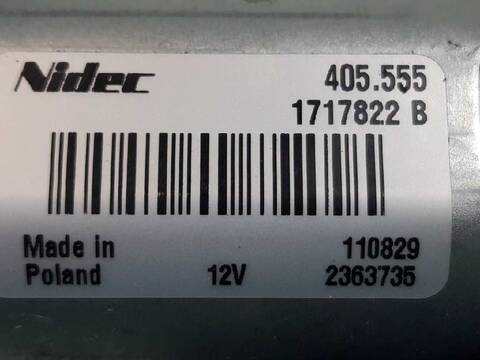 Nidec 405.555
1717822 B
Made in 110829
Poland 12V 2363735